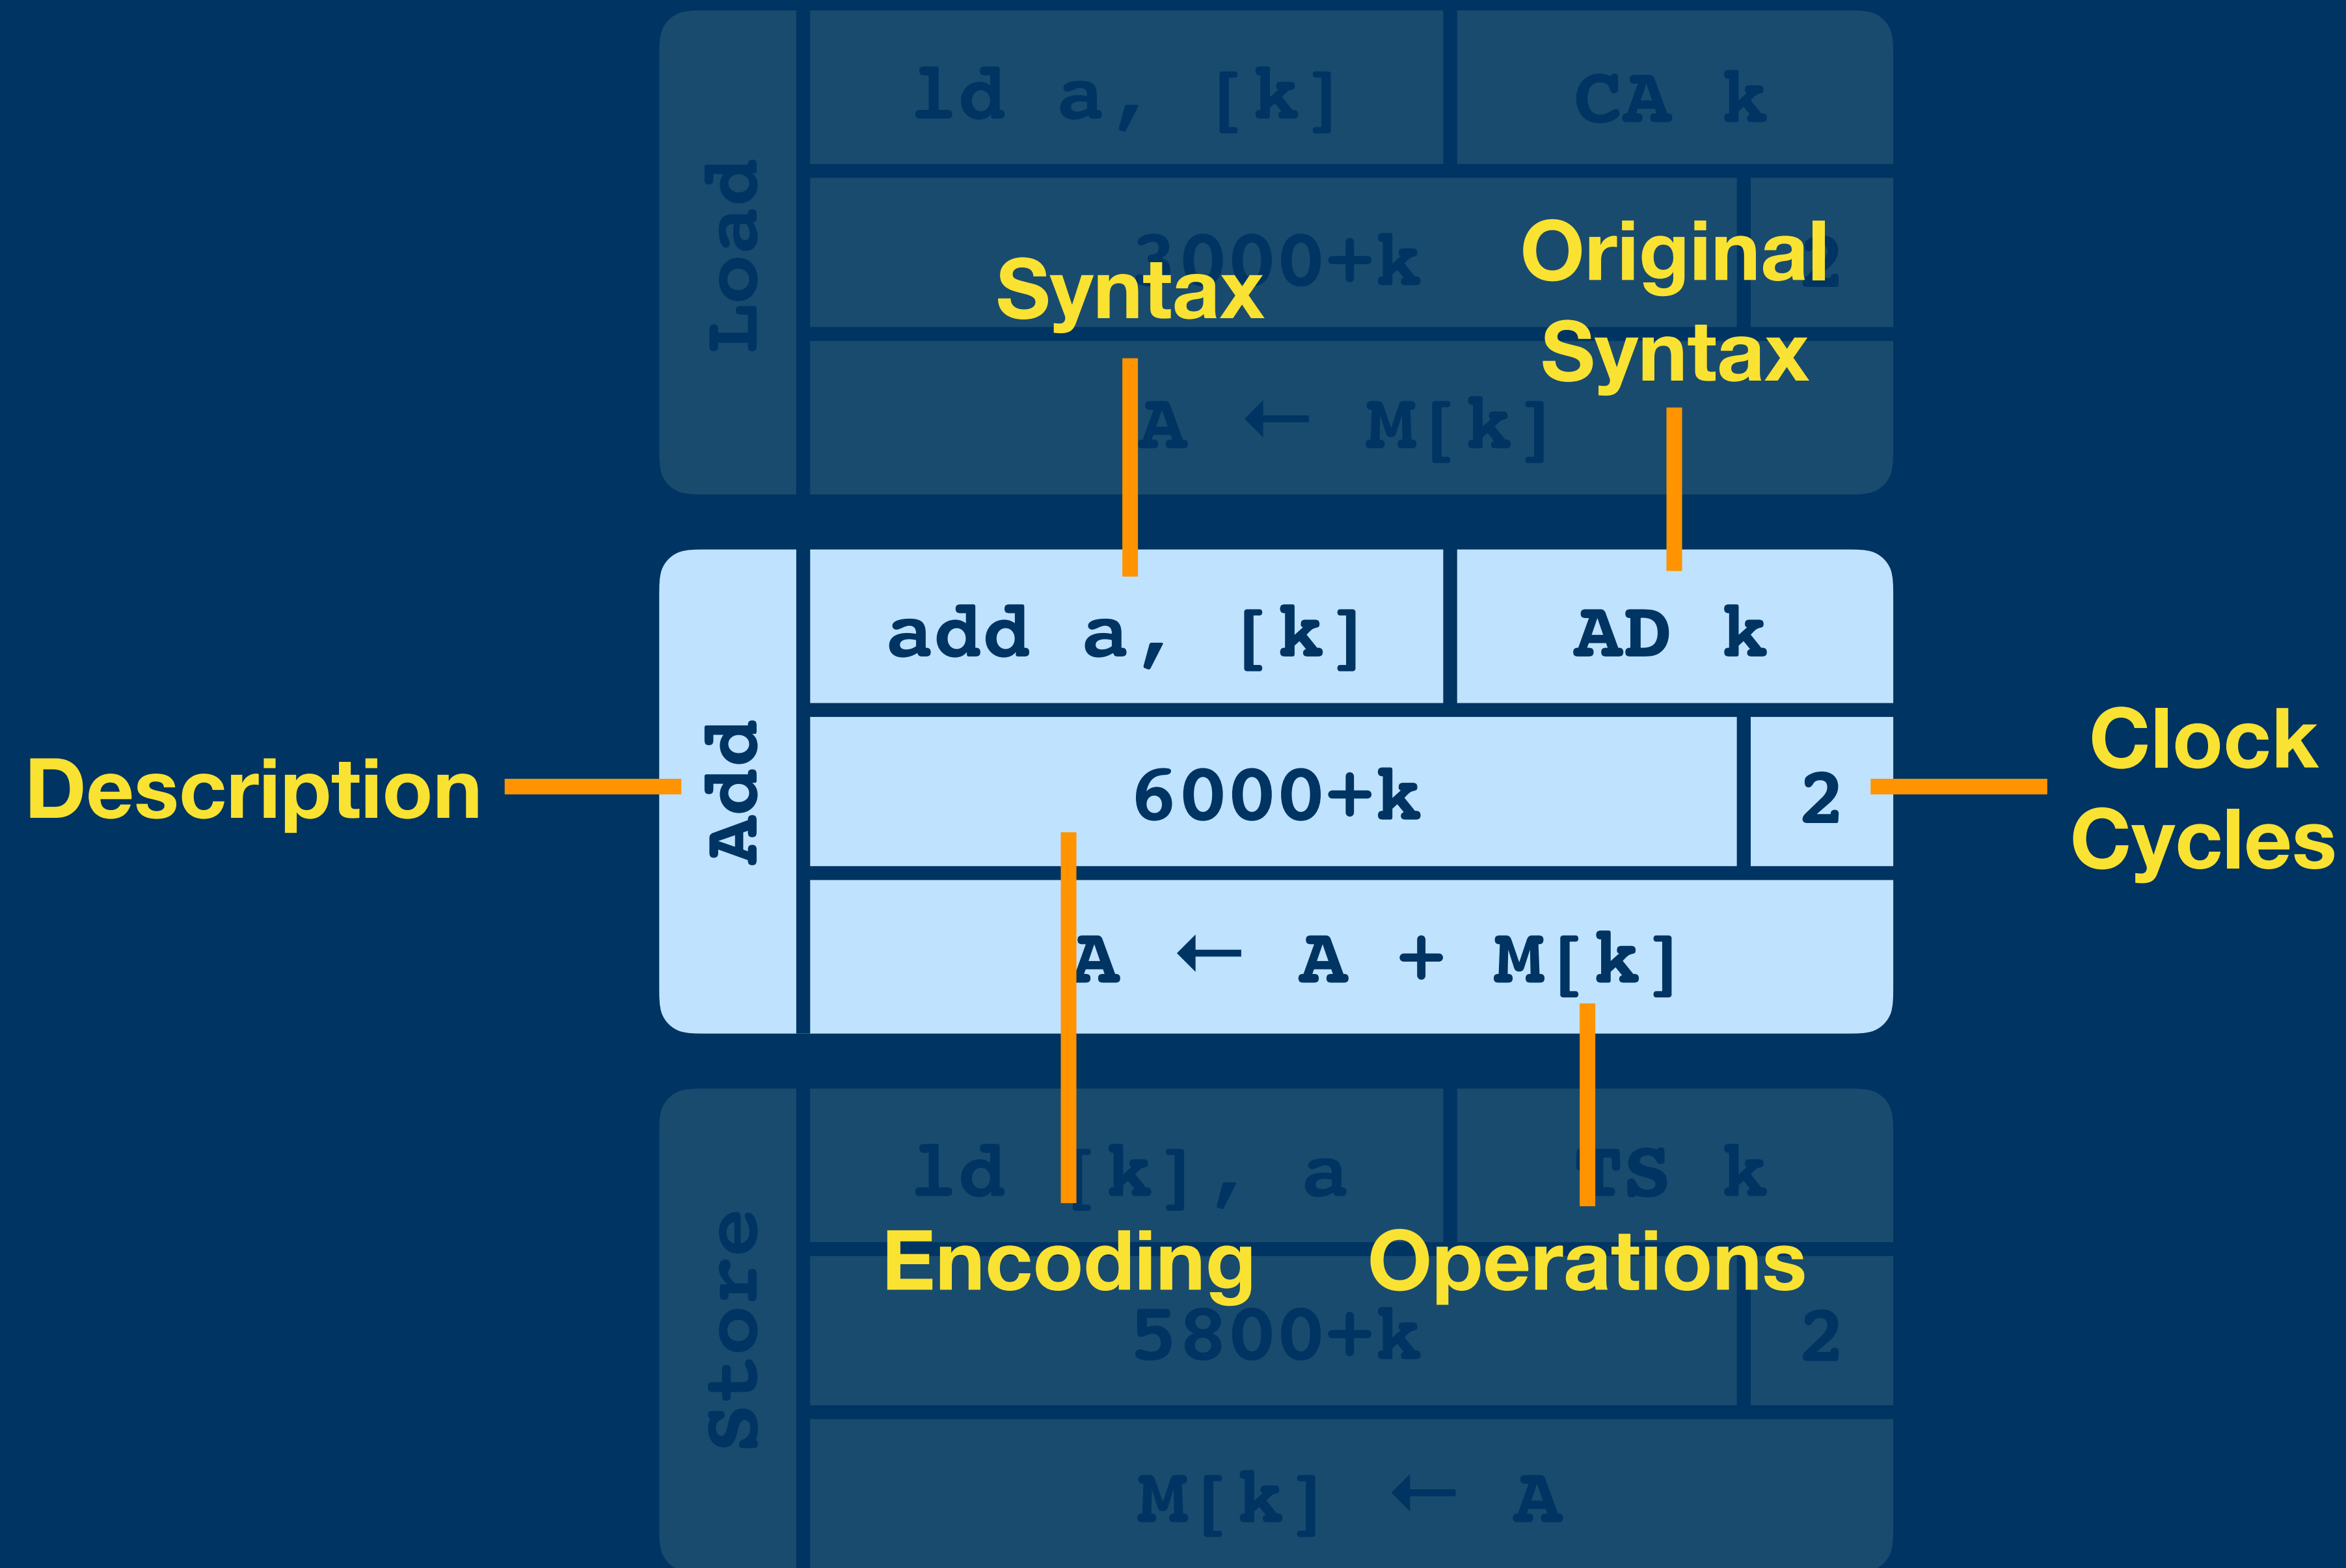 ld a, [k]
CA k
Load
3000+k
2
A ← M[k]
Syntax
Original
Syntax
add a, [k]
AD k
Add
6000+k
2
A ← A + M[k]
Description
Clock
Cycles
Encoding
Operations
ld [k], a
TS k
Store
5800+k
2
M[k] ← A